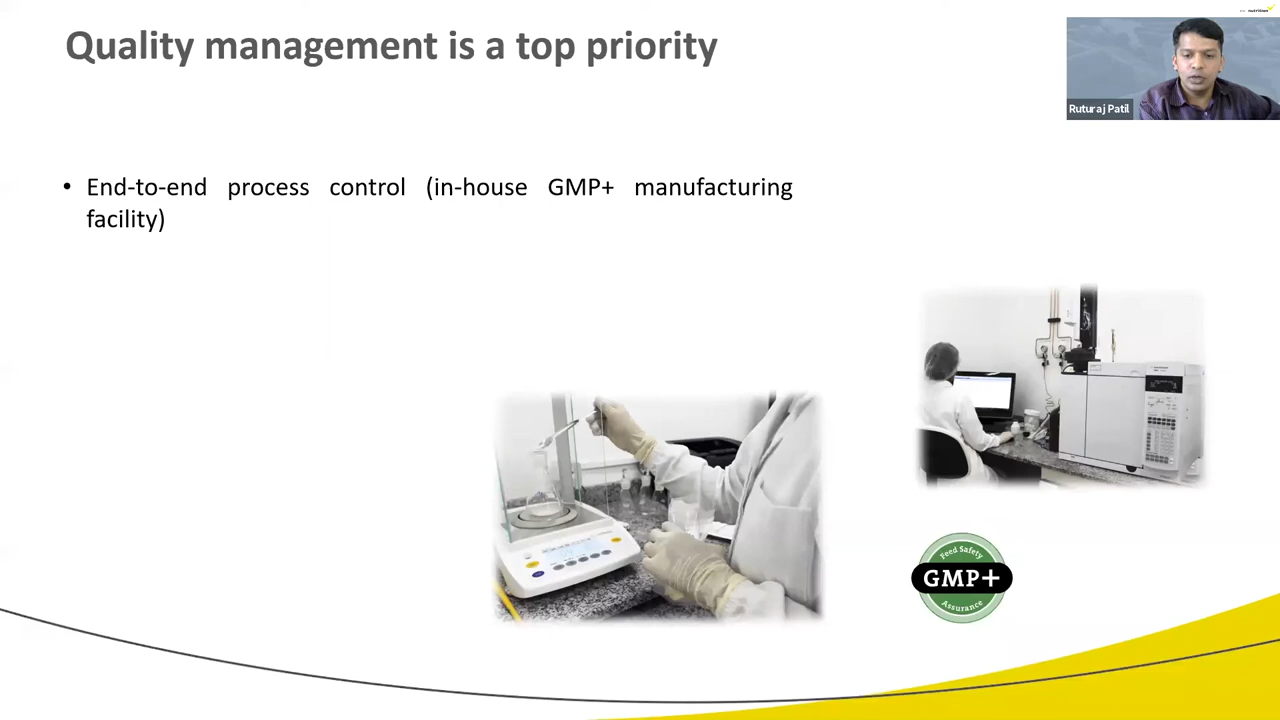 Quality management is a top priority
nutrition
Ruturaj Patil
• End-to-end process control (in-house GMP+ manufacturing
facility)
Feed Safety
GMP+
Assurance